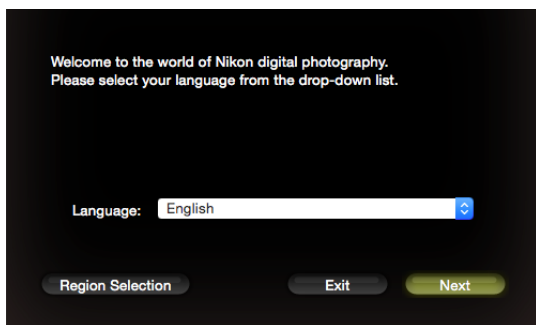 Welcome to the world of Nikon digital photography.
Please select your language from the drop-down list.
Language: English
Region Selection Exit Next